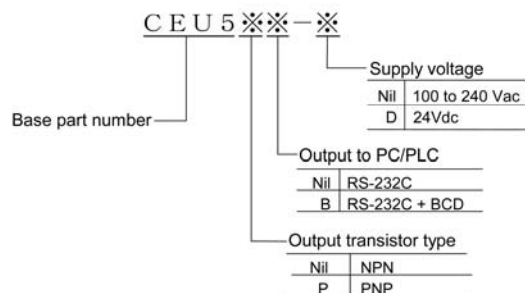 CEU5※※-※
Supply voltage
Nil 100 to 240 Vac
D 24Vdc
Base part number
Output to PC/PLC
Nil RS-232C
B RS-232C + BCD
Output transistor type
Nil NPN
P PNP